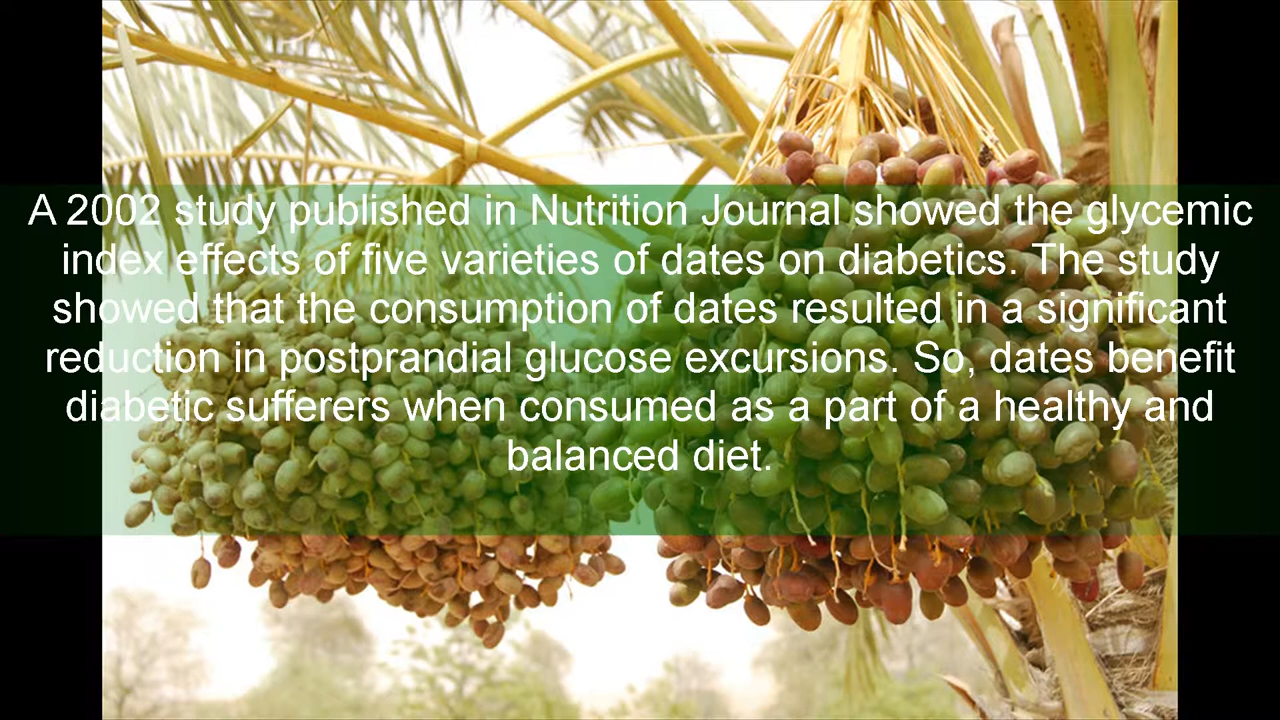 A 2002 study published in Nutrition Journal showed the glycemic
index effects of five varieties of dates on diabetics. The study
showed that the consumption of dates resulted in a significant
reduction in postprandial glucose excursions. So, dates benefit
diabetic sufferers when consumed as a part of a healthy and
balanced diet.